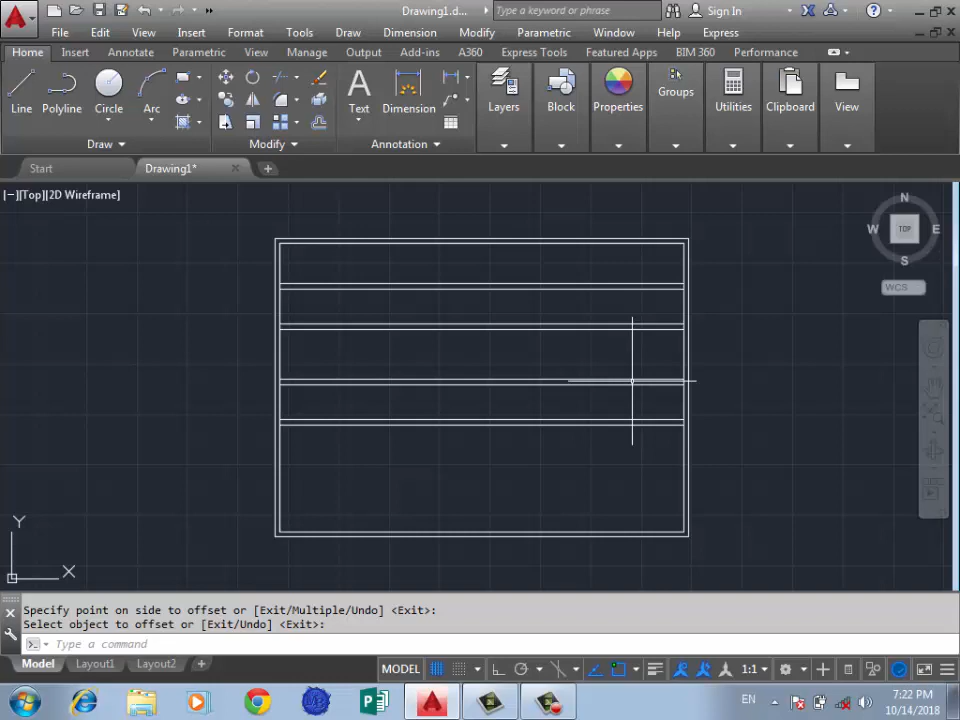 Drawing1.d...
Type a keyword or phrase
Sign In
File Edit View Insert Format Tools Draw Dimension Modify Parametric Window Help Express
Home Insert Annotate Parametric View Manage Output Add-ins A360 Express Tools Featured Apps BIM 360 Performance
Line Polyline Circle Arc Text Dimension Layers Block Properties Groups Utilities Clipboard View
Draw Modify Annotation
Start Drawing1*
[−][Top][2D Wireframe]
N
W TOP E
S
WCS
Y
X
Specify point on side to offset or [Exit/Multiple/Undo] <Exit>:
Select object to offset or [Exit/Undo] <Exit>:
Type a command
Model Layout1 Layout2
MODEL 1:1
EN
7:22 PM
10/14/2018